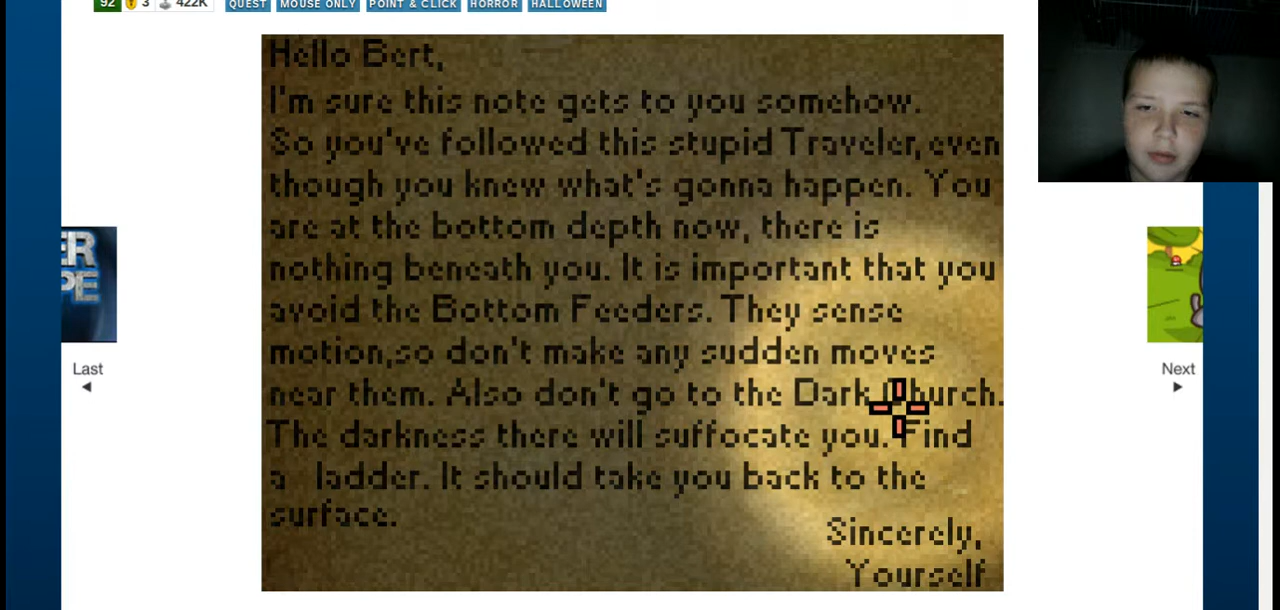 92 3 422K QUEST MOUSE ONLY POINT & CLICK HORROR HALLOWEEN
Hello Bert,
I'm sure this note gets to you somehow.
So you've followed this stupid Traveler, even
though you knew what's gonna happen. You
are at the bottom depth now, there is
nothing beneath you. It is important that you
avoid the Bottom Feeders. They sense
motion,so don't make any sudden moves
near them. Also don't go to the Dark Church.
The darkness there will suffocate you. Find
a ladder. It should take you back to the
surface.
Sincerely,
Yourself
ER
PE
Last
Next